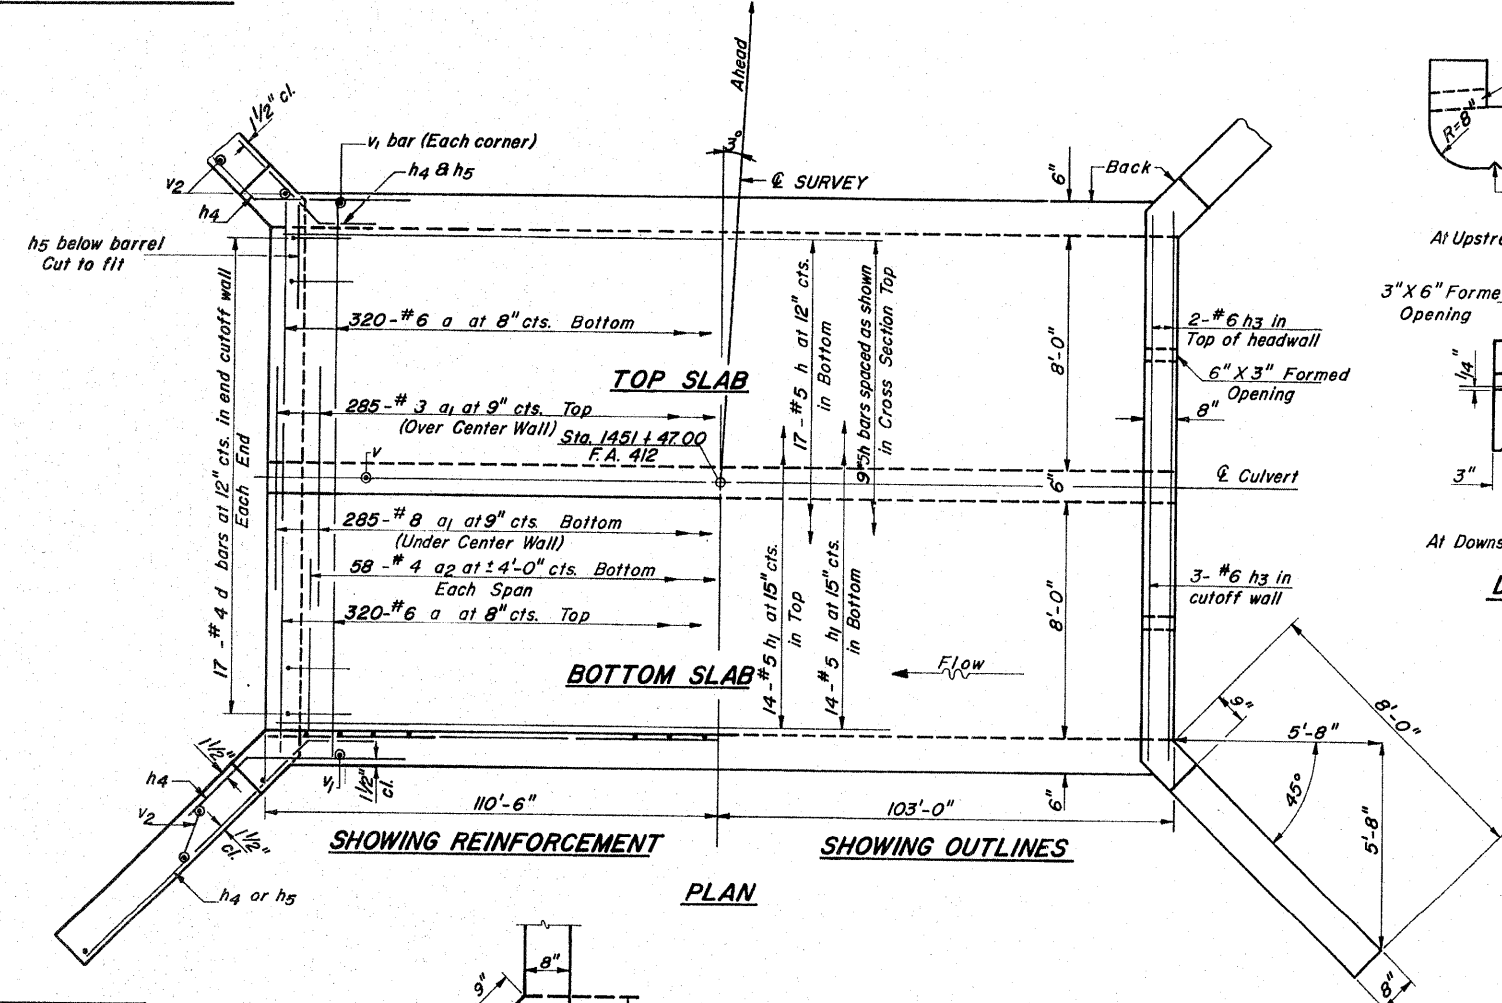 Ahead
3°
1½" cl.
v₁ bar (Each corner)
h₄ & h₅
v₂
h₄
℄ SURVEY
6"
Back
R=8"
h₅ below barrel
Cut to fit
At Upstre
3"X 6" Forme
Opening
17-#4 d bars at 12" cts. in end cutoff wall
Each End
320-#6 a at 8" cts. Bottom
TOP SLAB
285-#3 a₁ at 9" cts. Top
(Over Center Wall)
Sta. 1451+47.00
F.A. 412
v
17-#5 h at 12" cts.
in Bottom
9#5h bars spaced as shown
in Cross Section Top
8'-0"
2-#6 h₃ in
Top of headwall
6" X 3" Formed
Opening
8"
1/4"
3"
6"
℄ Culvert
285-#8 a₁ at 9" cts. Bottom
(Under Center Wall)
58-#4 a₂ at ±4'-0" cts. Bottom
Each Span
320-#6 a at 8" cts. Top
14-#5 h₁ at 15" cts.
in Top
14-#5 h₁ at 15" cts.
in Bottom
8'-0"
3-#6 h₃ in
cutoff wall
At Downs
BOTTOM SLAB
Flow
9"
8'-0"
5'-8"
45°
5'-8"
8"
1½"
h₄
v₂
1½"
cl.
h₄ or h₅
v₁
1½"
cl.
6"
110'-6"
103'-0"
SHOWING REINFORCEMENT
SHOWING OUTLINES
PLAN
8"
9"